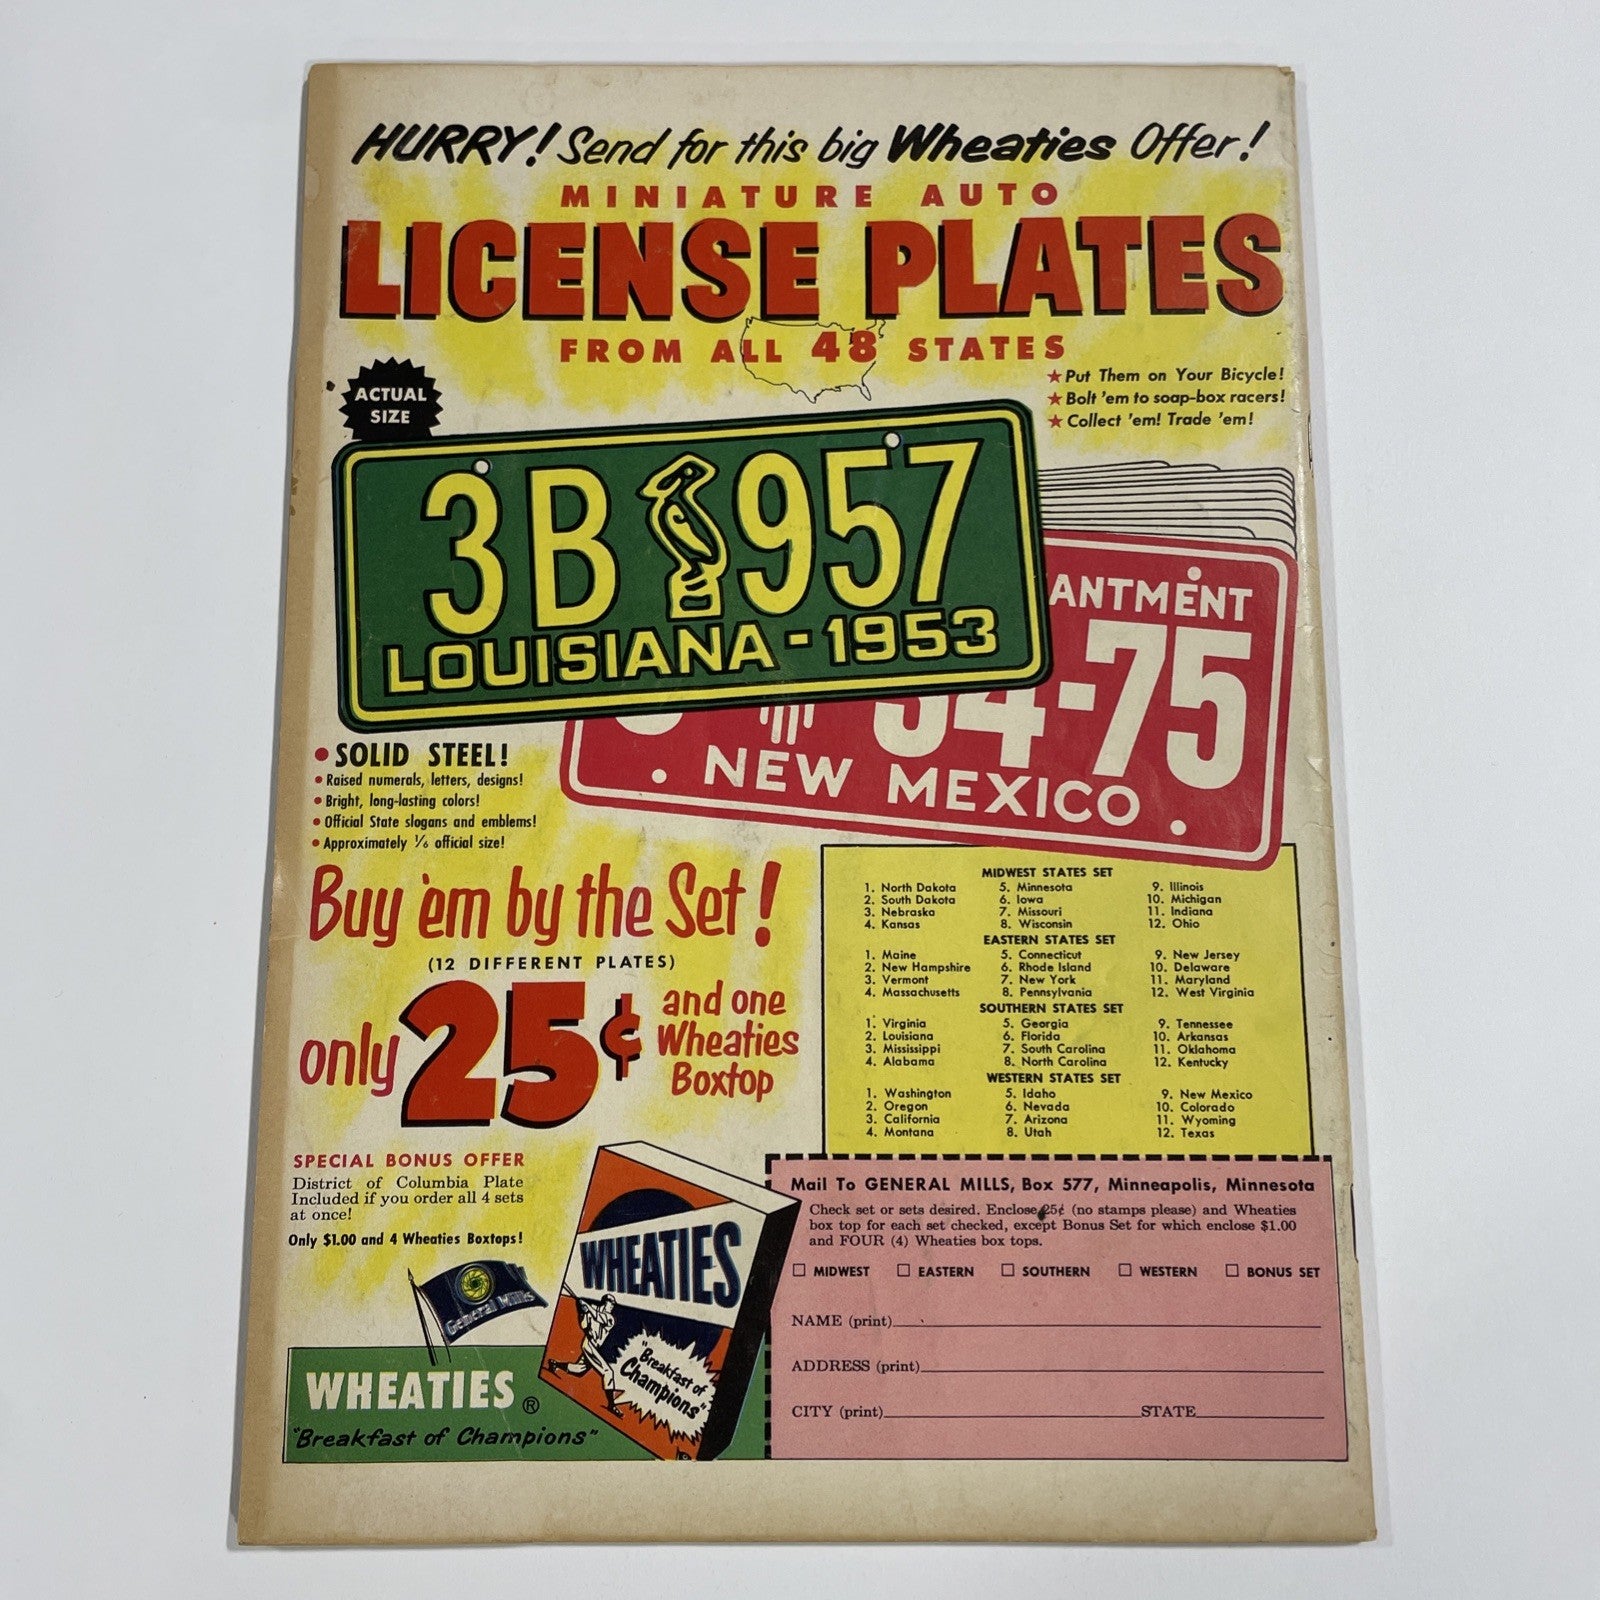 HURRY! Send for this big Wheaties Offer!
MINIATURE AUTO
LICENSE PLATES
FROM ALL 48 STATES
★ Put Them on Your Bicycle!
★ Bolt 'em to soap-box racers!
★ Collect 'em! Trade 'em!
ACTUAL
SIZE
3B 957
LOUISIANA - 1953
ANTMENT
54-75
NEW MEXICO
• SOLID STEEL!
• Raised numerals, letters, designs!
• Bright, long-lasting colors!
• Official State slogans and emblems!
• Approximately 1/6 official size!
Buy 'em by the Set!
(12 DIFFERENT PLATES)
only 25¢ and one
Wheaties
Boxtop
MIDWEST STATES SET
1. North Dakota 5. Minnesota 9. Illinois
2. South Dakota 6. Iowa 10. Michigan
3. Nebraska 7. Missouri 11. Indiana
4. Kansas 8. Wisconsin 12. Ohio
EASTERN STATES SET
1. Maine 5. Connecticut 9. New Jersey
2. New Hampshire 6. Rhode Island 10. Delaware
3. Vermont 7. New York 11. Maryland
4. Massachusetts 8. Pennsylvania 12. West Virginia
SOUTHERN STATES SET
1. Virginia 5. Georgia 9. Tennessee
2. Louisiana 6. Florida 10. Arkansas
3. Mississippi 7. South Carolina 11. Oklahoma
4. Alabama 8. North Carolina 12. Kentucky
WESTERN STATES SET
1. Washington 5. Idaho 9. New Mexico
2. Oregon 6. Nevada 10. Colorado
3. California 7. Arizona 11. Wyoming
4. Montana 8. Utah 12. Texas
SPECIAL BONUS OFFER
District of Columbia Plate
Included if you order all 4 sets
at once!
Only $1.00 and 4 Wheaties Boxtops!
General Mills
WHEATIES
"Breakfast of
Champions"
WHEATIES ®
"Breakfast of Champions"
Mail To GENERAL MILLS, Box 577, Minneapolis, Minnesota
Check set or sets desired. Enclose 25¢ (no stamps please) and Wheaties
box top for each set checked, except Bonus Set for which enclose $1.00
and FOUR (4) Wheaties box tops.
☐ MIDWEST ☐ EASTERN ☐ SOUTHERN ☐ WESTERN ☐ BONUS SET
NAME (print)
ADDRESS (print)
CITY (print) STATE